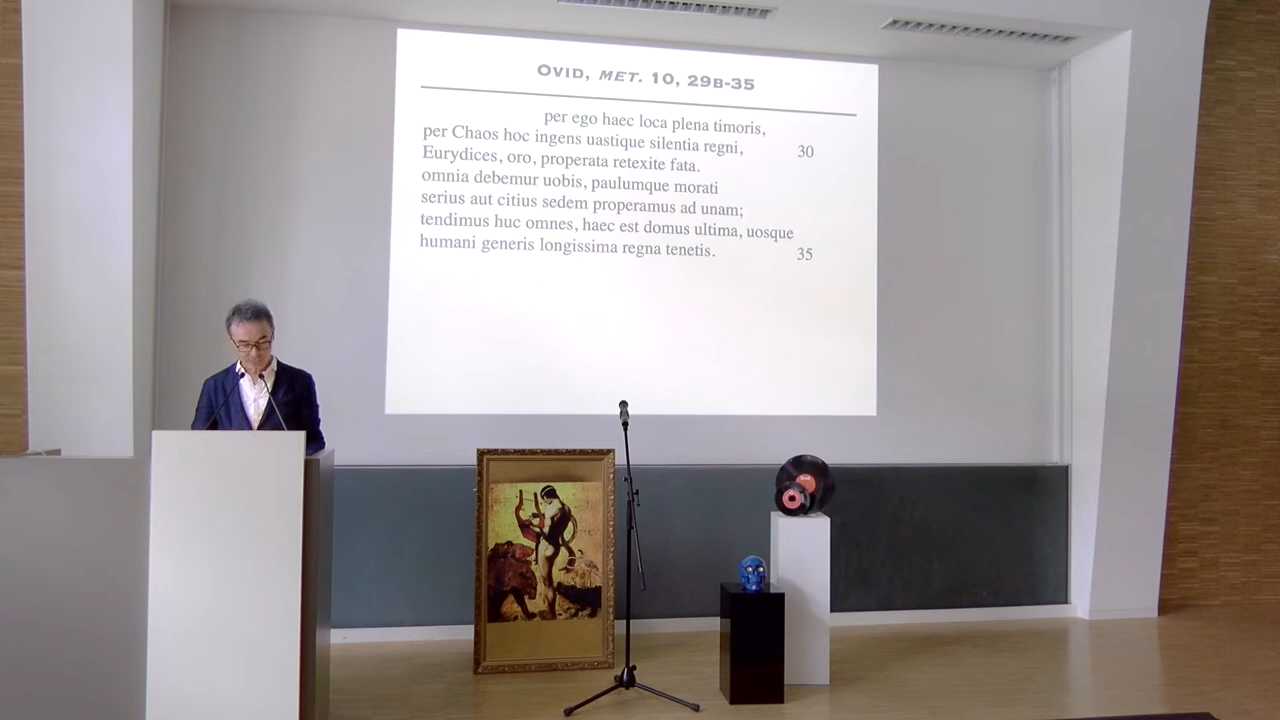 OVID, MET. 10, 29B-35
per ego haec loca plena timoris,
per Chaos hoc ingens uastique silentia regni, 30
Eurydices, oro, properata retexite fata.
omnia debemur uobis, paulumque morati
serius aut citius sedem properamus ad unam;
tendimus huc omnes, haec est domus ultima, uosque
humani generis longissima regna tenetis. 35